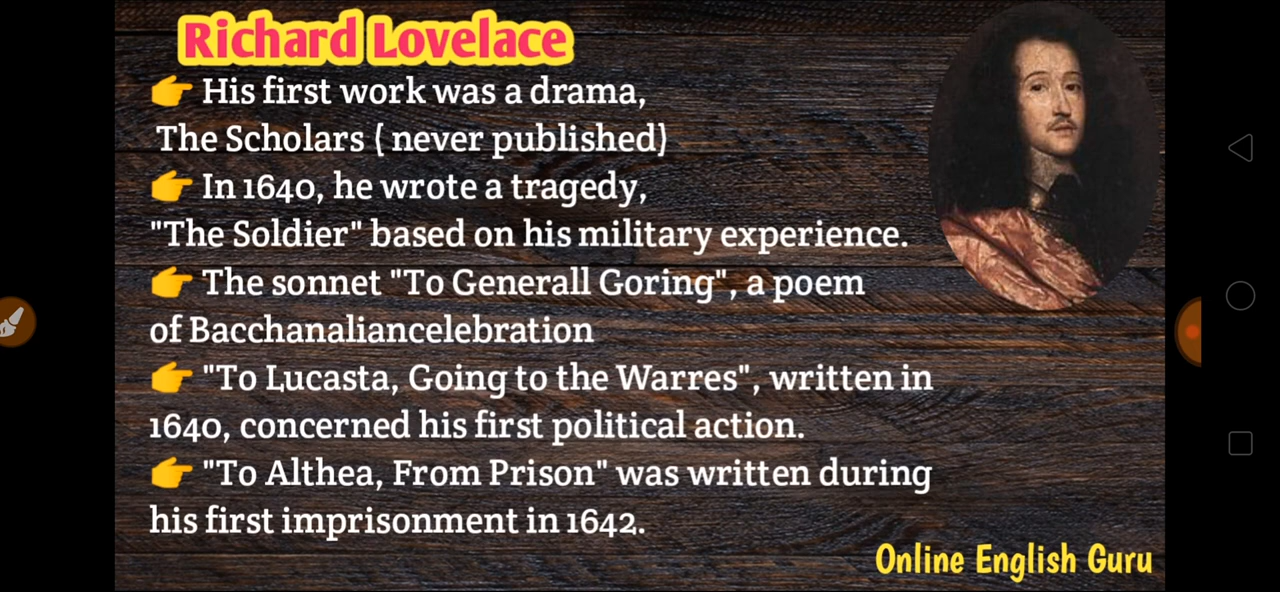 Richard Lovelace
👉 His first work was a drama,
The Scholars ( never published)
👉 In 1640, he wrote a tragedy,
"The Soldier" based on his military experience.
👉 The sonnet "To Generall Goring", a poem
of Bacchanaliancelebration
👉 "To Lucasta, Going to the Warres", written in
1640, concerned his first political action.
👉 "To Althea, From Prison" was written during
his first imprisonment in 1642.
Online English Guru